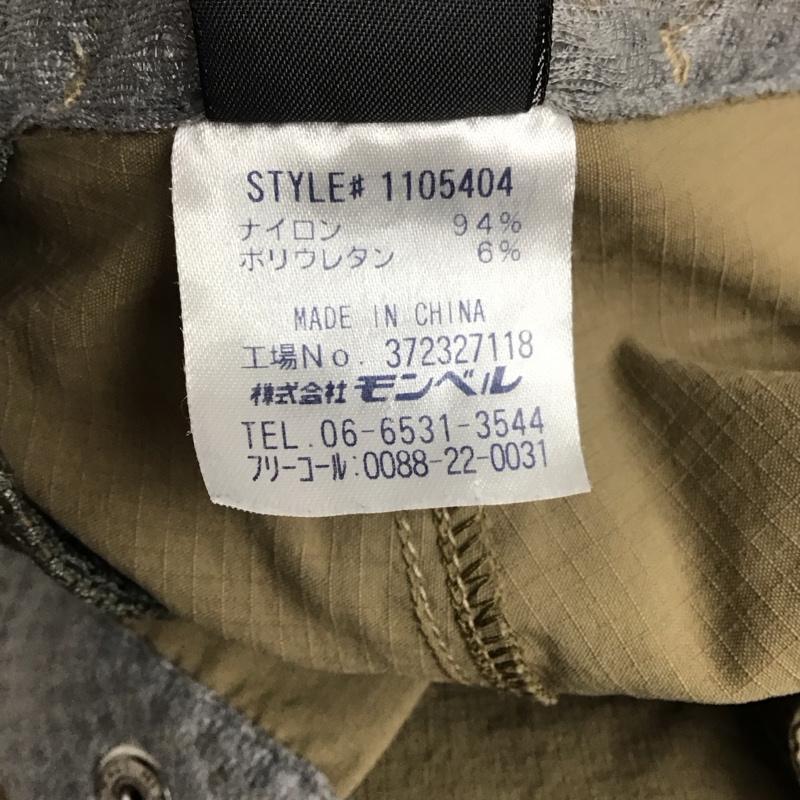 STYLE# 1105404
ナイロン 94%
ポリウレタン 6%
MADE IN CHINA
工場No. 372327118
株式会社 モンベル
TEL.06-6531-3544
フリーコール:0088-22-0031